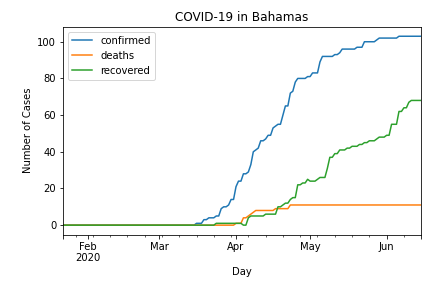 COVID-19 in Bahamas
confirmed
deaths
recovered
Number of Cases
100
80
60
40
20
0
Feb Mar Apr May Jun
2020
Day